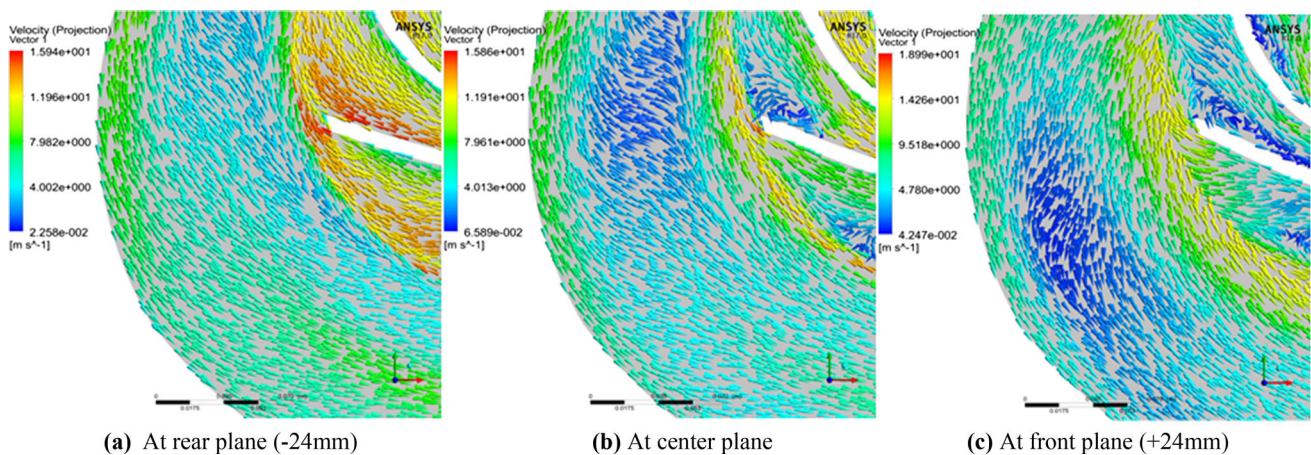 Velocity (Projection)
Vector 1
1.594e+001
1.196e+001
7.982e+000
4.002e+000
2.258e-002
[m s^-1]
ANSYS
0.0175
Velocity (Projection)
Vector 1
1.586e+001
1.191e+001
7.961e+000
4.013e+000
6.589e-002
[m s^-1]
ANSYS
0.0175
Velocity (Projection)
Vector 1
1.899e+001
1.426e+001
9.518e+000
4.780e+000
4.247e-002
[m s^-1]
ANSYS
0.0175
(a) At rear plane (-24mm)
(b) At center plane
(c) At front plane (+24mm)